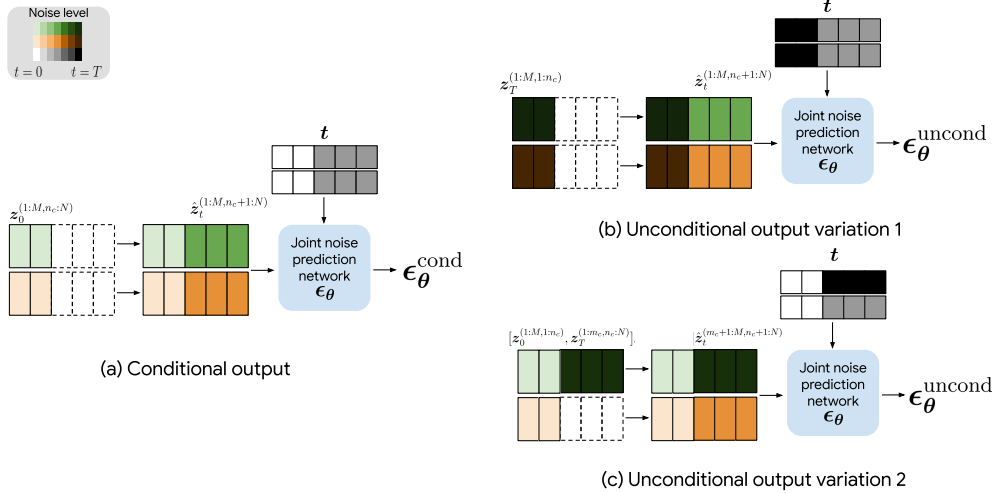 Noise level
t = 0 t = T
t
z_0^{(1:M,n_c:N)}
ẑ_t^{(1:M,n_c+1:N)}
Joint noise
prediction
network
ϵ_θ
ϵ_θ^{cond}
(a) Conditional output
t
z_T^{(1:M,1:n_c)}
ẑ_t^{(1:M,n_c+1:N)}
Joint noise
prediction
network
ϵ_θ
ϵ_θ^{uncond}
(b) Unconditional output variation 1
t
[z_0^{(1:M,1:n_c)}, z_T^{(1:m_c,n_c:N)}]
ẑ_t^{(m_c+1:M,n_c+1:N)}
Joint noise
prediction
network
ϵ_θ
ϵ_θ^{uncond}
(c) Unconditional output variation 2